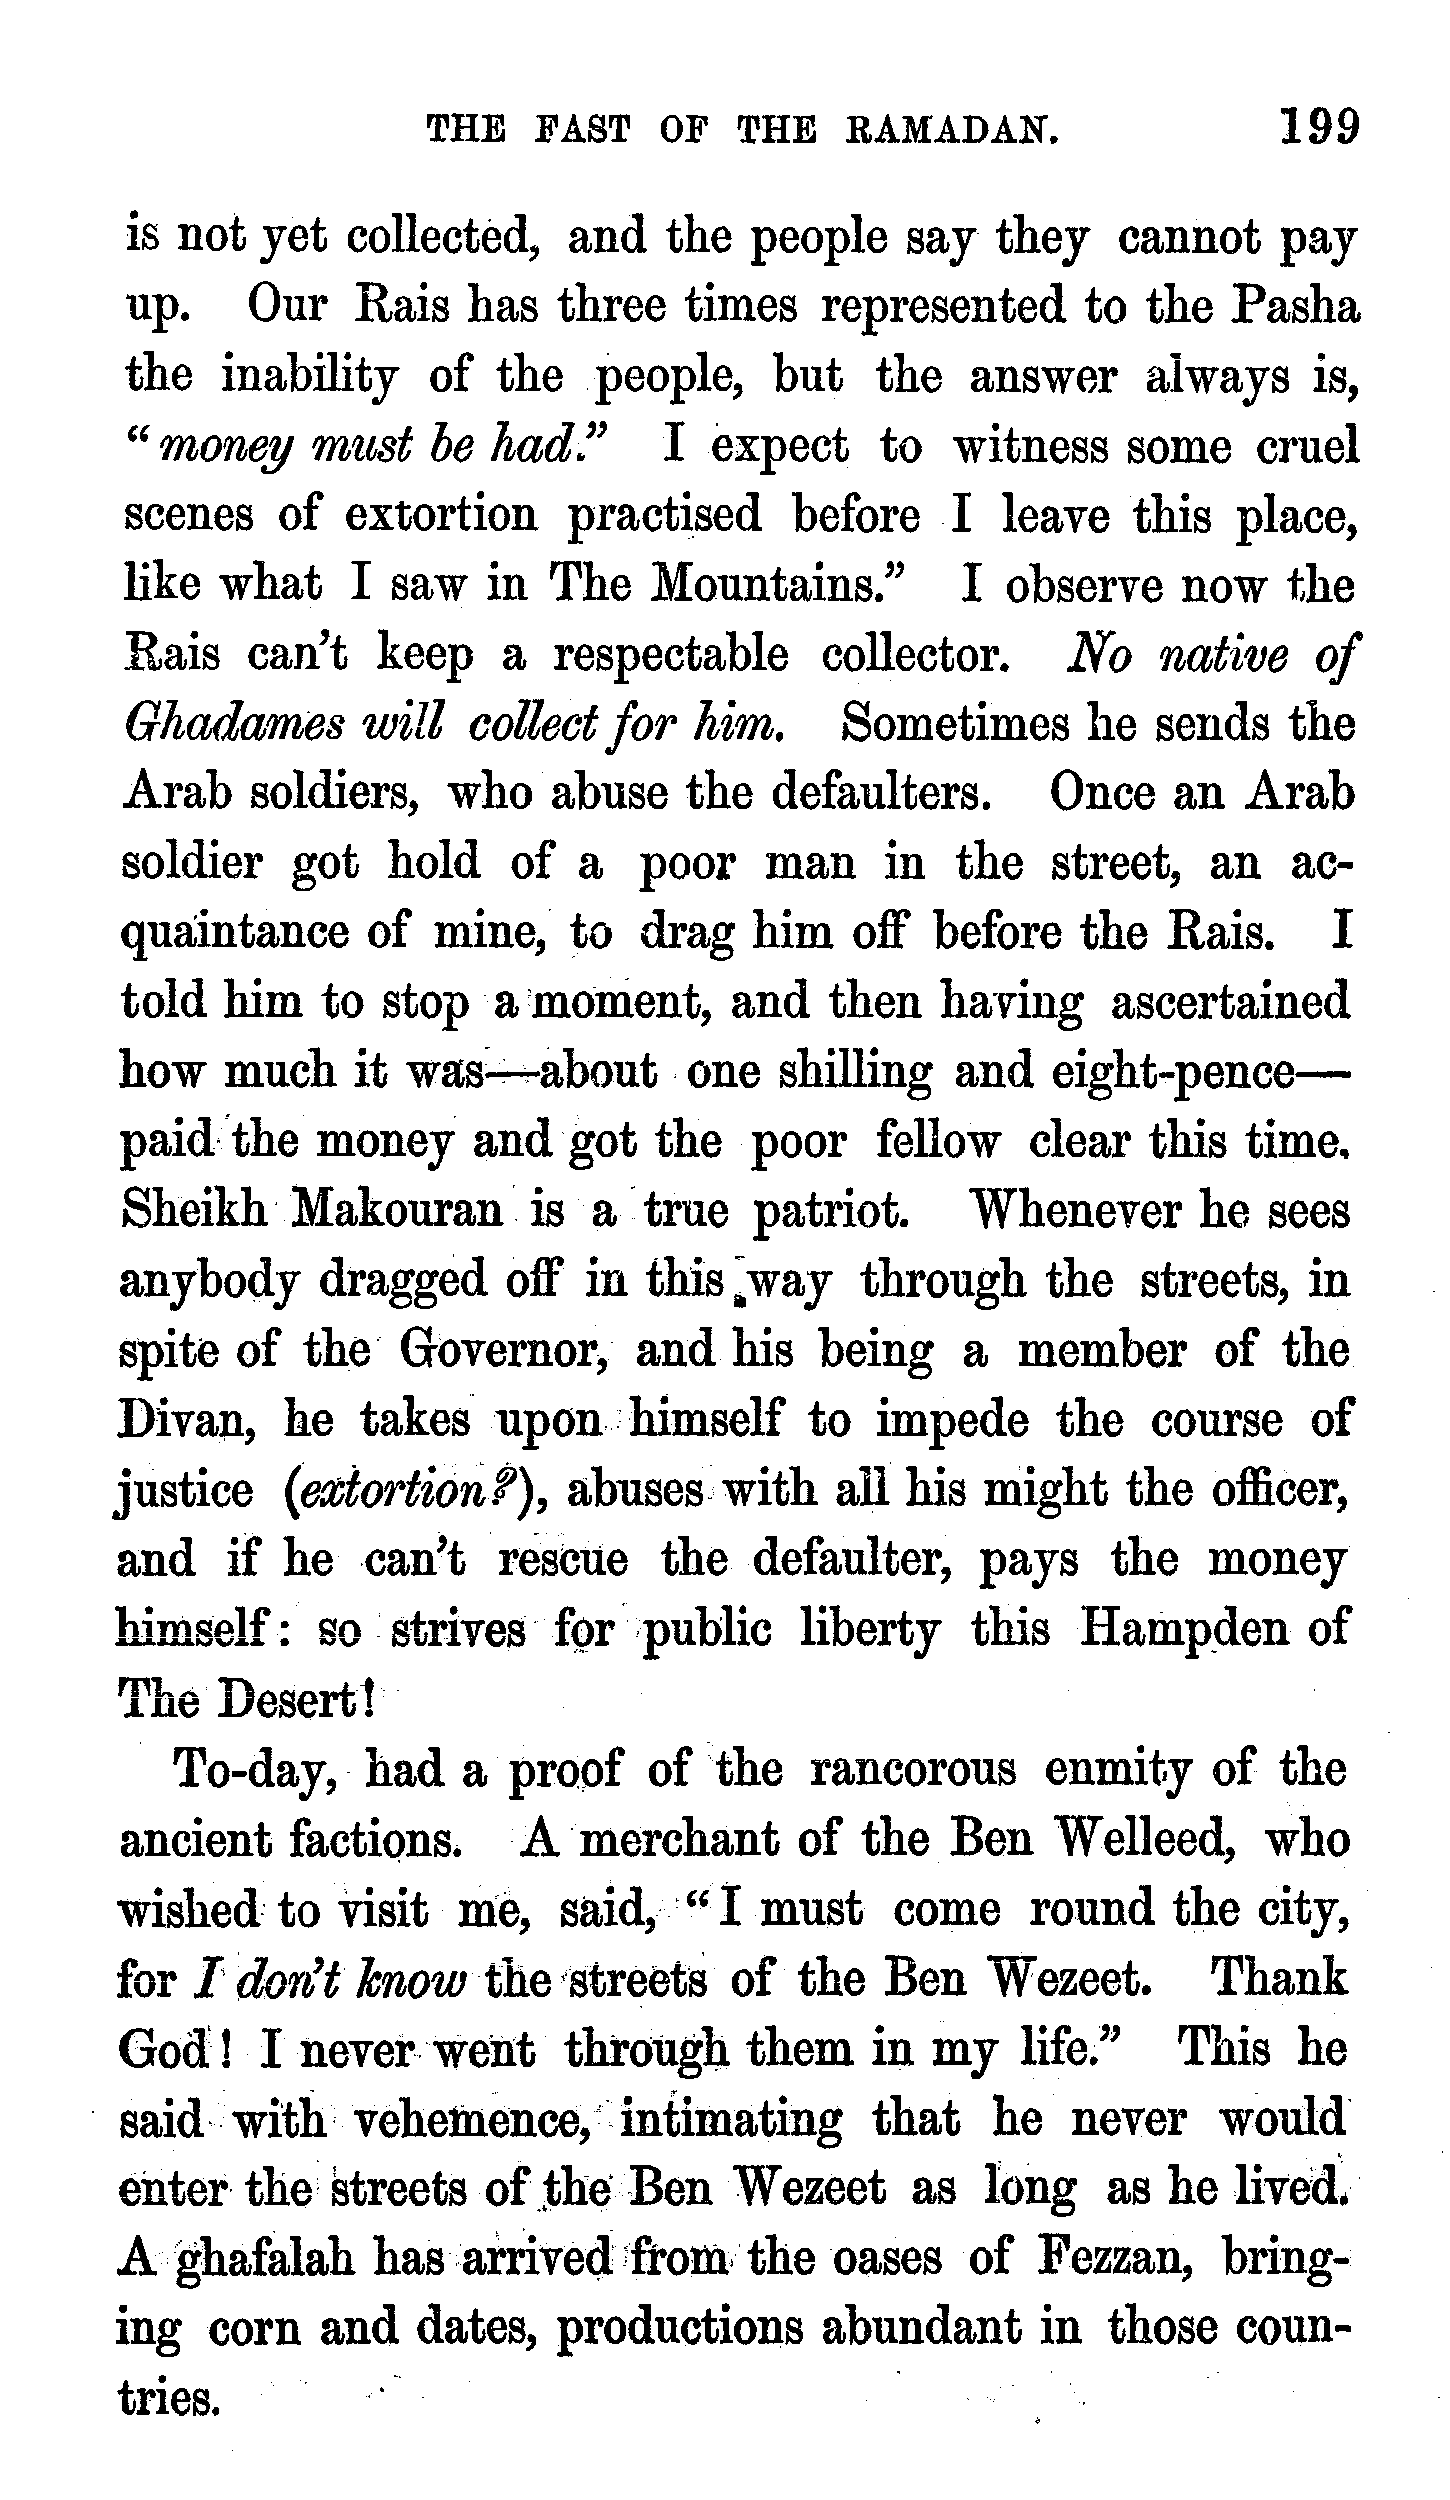 THE FAST OF THE RAMADAN. 199
is not yet collected, and the people say they cannot pay
up. Our Rais has three times represented to the Pasha
the inability of the people, but the answer always is,
“money must be had.” I expect to witness some cruel
scenes of extortion practised before I leave this place,
like what I saw in The Mountains.” I observe now the
Rais can’t keep a respectable collector. No native of
Ghadames will collect for him. Sometimes he sends the
Arab soldiers, who abuse the defaulters. Once an Arab
soldier got hold of a poor man in the street, an ac-
quaintance of mine, to drag him off before the Rais. I
told him to stop a moment, and then having ascertained
how much it was—about one shilling and eight-pence—
paid the money and got the poor fellow clear this time.
Sheikh Makouran is a true patriot. Whenever he sees
anybody dragged off in this way through the streets, in
spite of the Governor, and his being a member of the
Divan, he takes upon himself to impede the course of
justice (extortion?), abuses with all his might the officer,
and if he can’t rescue the defaulter, pays the money
himself: so strives for public liberty this Hampden of
The Desert!
To-day, had a proof of the rancorous enmity of the
ancient factions. A merchant of the Ben Welleed, who
wished to visit me, said, “I must come round the city,
for I don’t know the streets of the Ben Wezeet. Thank
God! I never went through them in my life.” This he
said with vehemence, intimating that he never would
enter the streets of the Ben Wezeet as long as he lived.
A ghafalah has arrived from the oases of Fezzan, bring-
ing corn and dates, productions abundant in those coun-
tries.